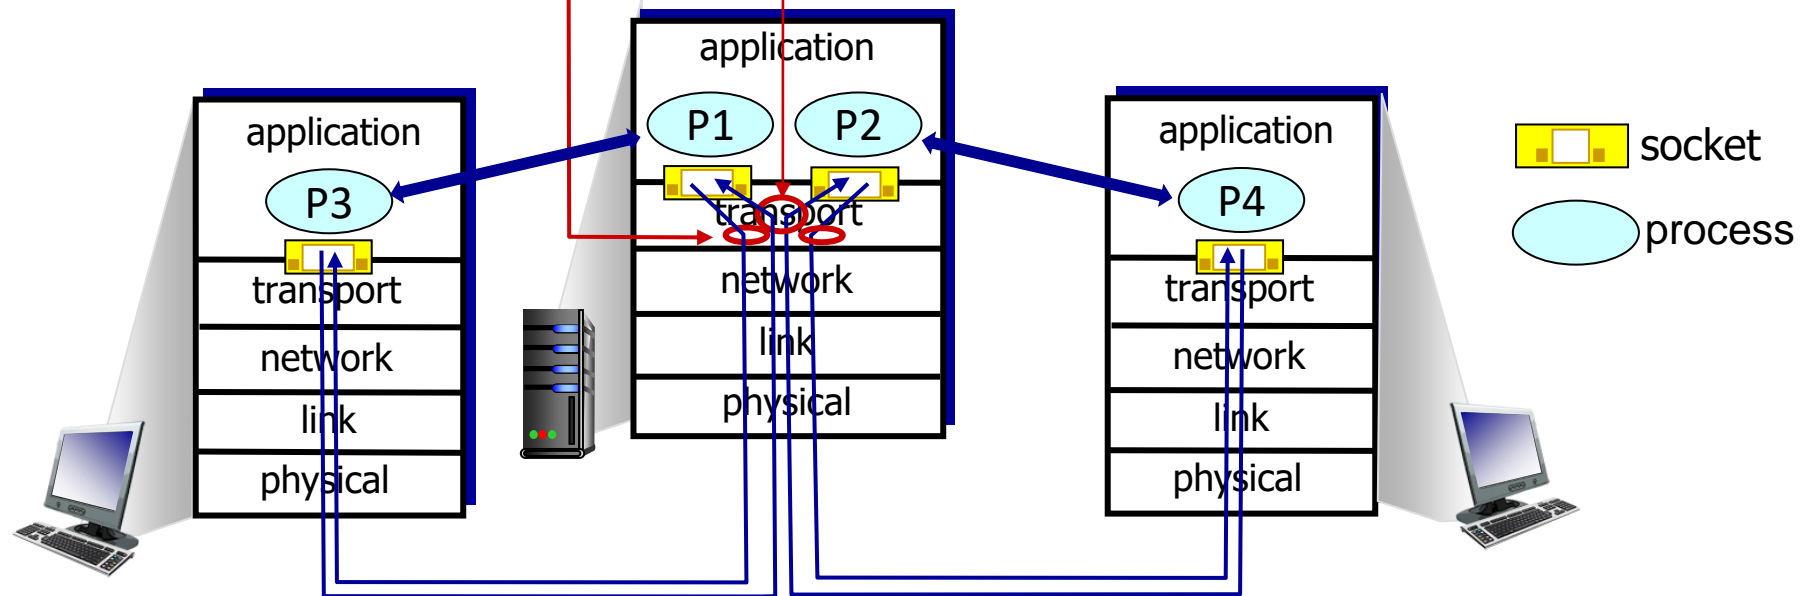 application
P3
transport
network
link
physical
application
P1
P2
transport
network
link
physical
application
P4
transport
network
link
physical
socket
process